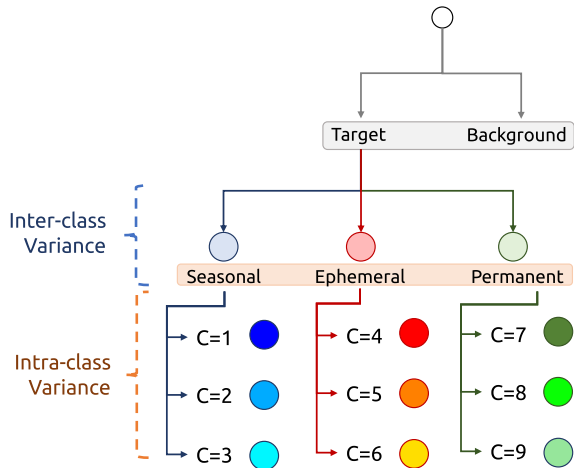 Target Background
Inter-class
Variance
Seasonal Ephemeral Permanent
Intra-class
Variance
C=1 C=4 C=7
C=2 C=5 C=8
C=3 C=6 C=9